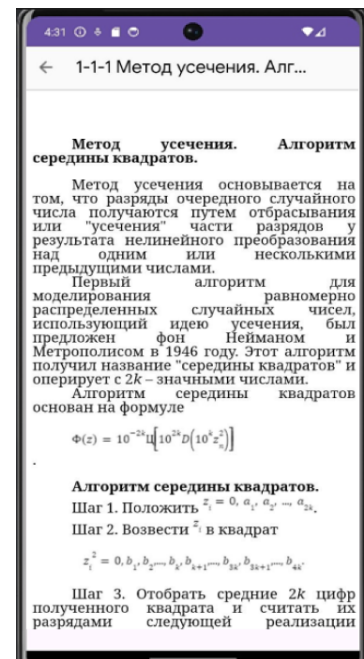 4:31
1-1-1 Метод усечения. Алг...
Метод усечения. Алгоритм
середины квадратов.
Метод усечения основывается на
том, что разряды очередного случайного
числа получаются путем отбрасывания
или "усечения" части разрядов у
результата нелинейного преобразования
над одним или несколькими
предыдущими числами.
Первый алгоритм для
моделирования равномерно
распределенных случайных чисел,
использующий идею усечения, был
предложен фон Нейманом и
Метрополисом в 1946 году. Этот алгоритм
получил название "середины квадратов" и
оперирует с 2k – значными числами.
Алгоритм середины квадратов
основан на формуле
Φ(z) = 10^{-2k}Ц[10^{2k}D(10^k z_n^2)]
.
Алгоритм середины квадратов.
Шаг 1. Положить z_i = 0, a_1, a_2, ..., a_{2k}.
Шаг 2. Возвести z_i в квадрат
z_i^2 = 0, b_1, b_2, ..., b_k, b_{k+1}, ..., b_{3k}, b_{3k+1}, ..., b_{4k}.
Шаг 3. Отобрать средние 2k цифр
полученного квадрата и считать их
разрядами следующей реализации